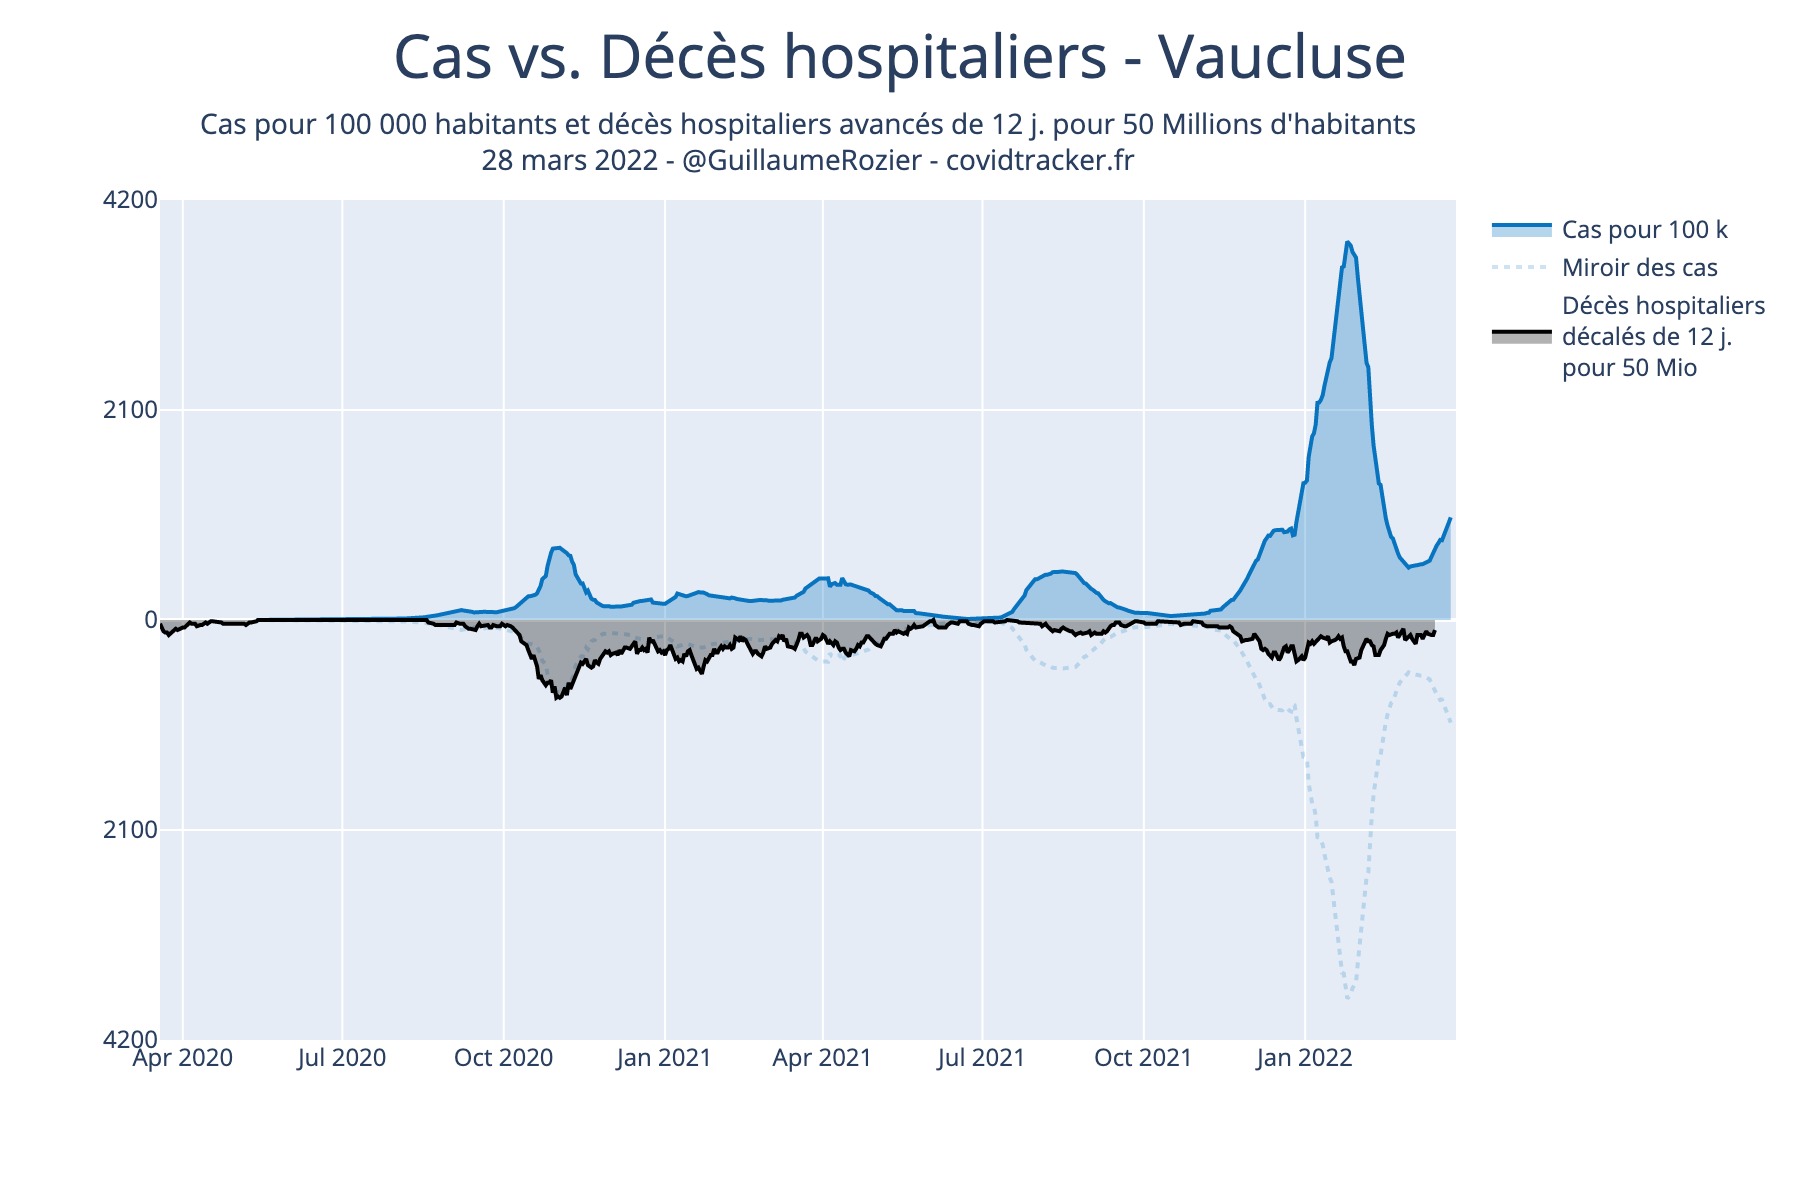 Cas vs. Décès hospitaliers - Vaucluse
Cas pour 100 000 habitants et décès hospitaliers avancés de 12 j. pour 50 Millions d'habitants
28 mars 2022 - @GuillaumeRozier - covidtracker.fr
4200
2100
0
2100
4200
Apr 2020
Jul 2020
Oct 2020
Jan 2021
Apr 2021
Jul 2021
Oct 2021
Jan 2022
Cas pour 100 k
Miroir des cas
Décès hospitaliers
décalés de 12 j.
pour 50 Mio